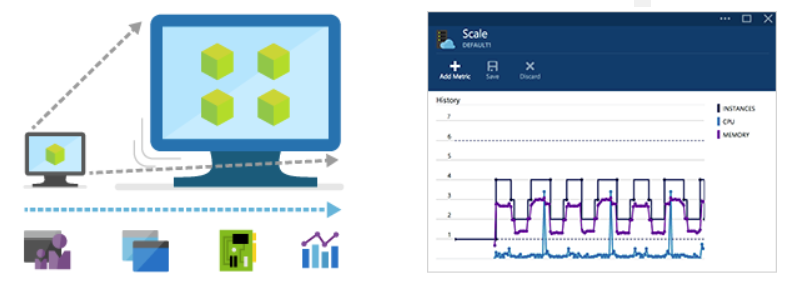 Scale
DEFAULT1
Add Metric
Save
Discard
History
7
6
5
4
3
2
1
INSTANCES
CPU
MEMORY